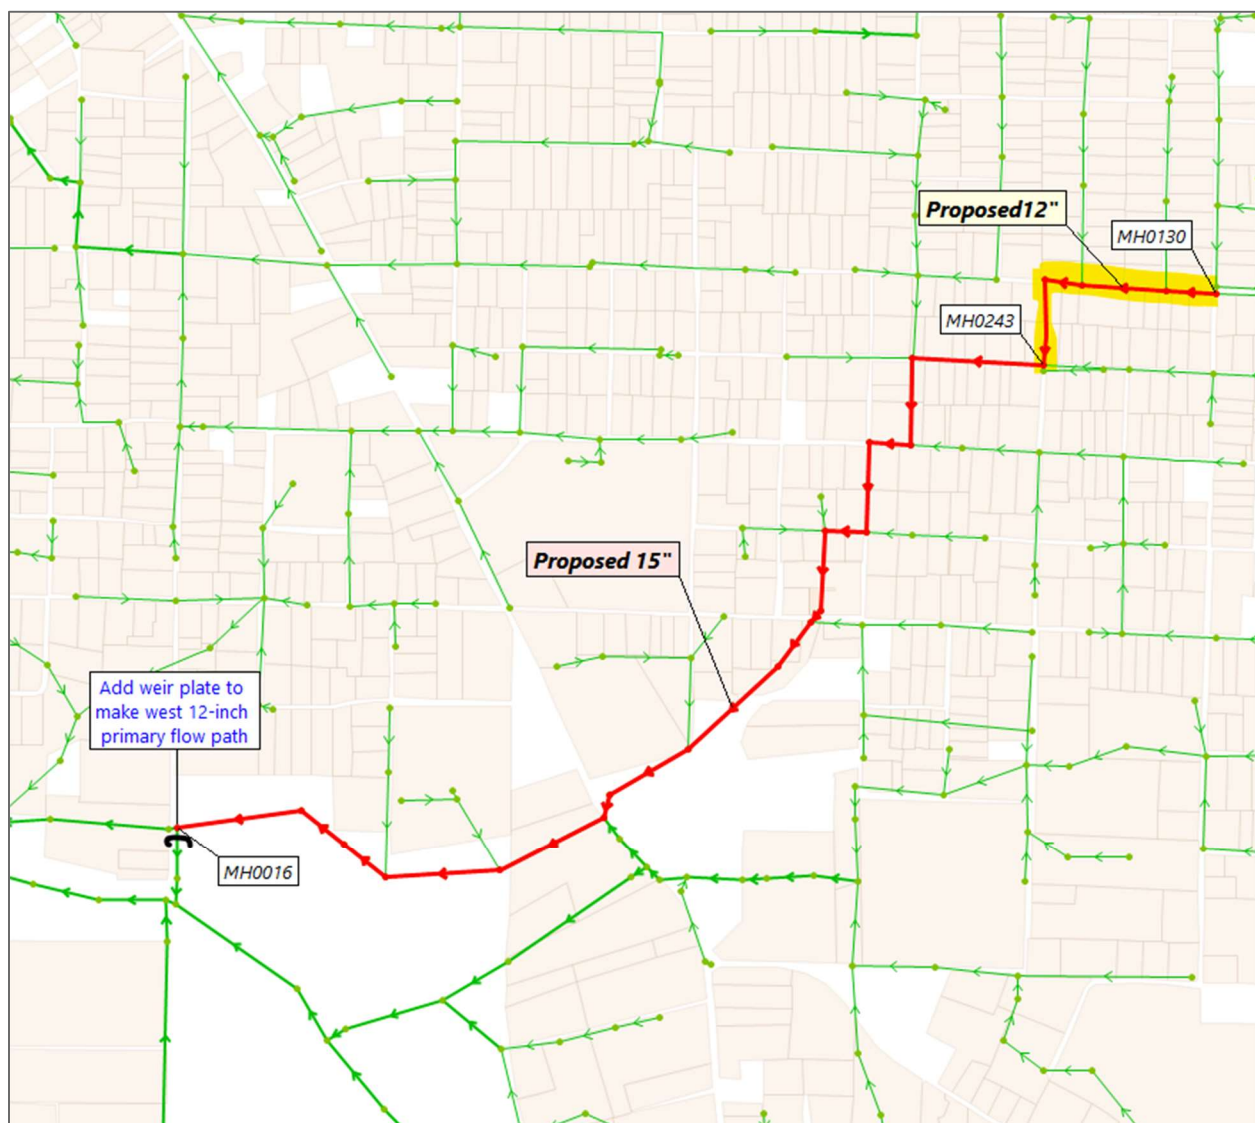 Proposed12"
MH0130
MH0243
Proposed 15"
Add weir plate to
make west 12-inch
primary flow path
MH0016